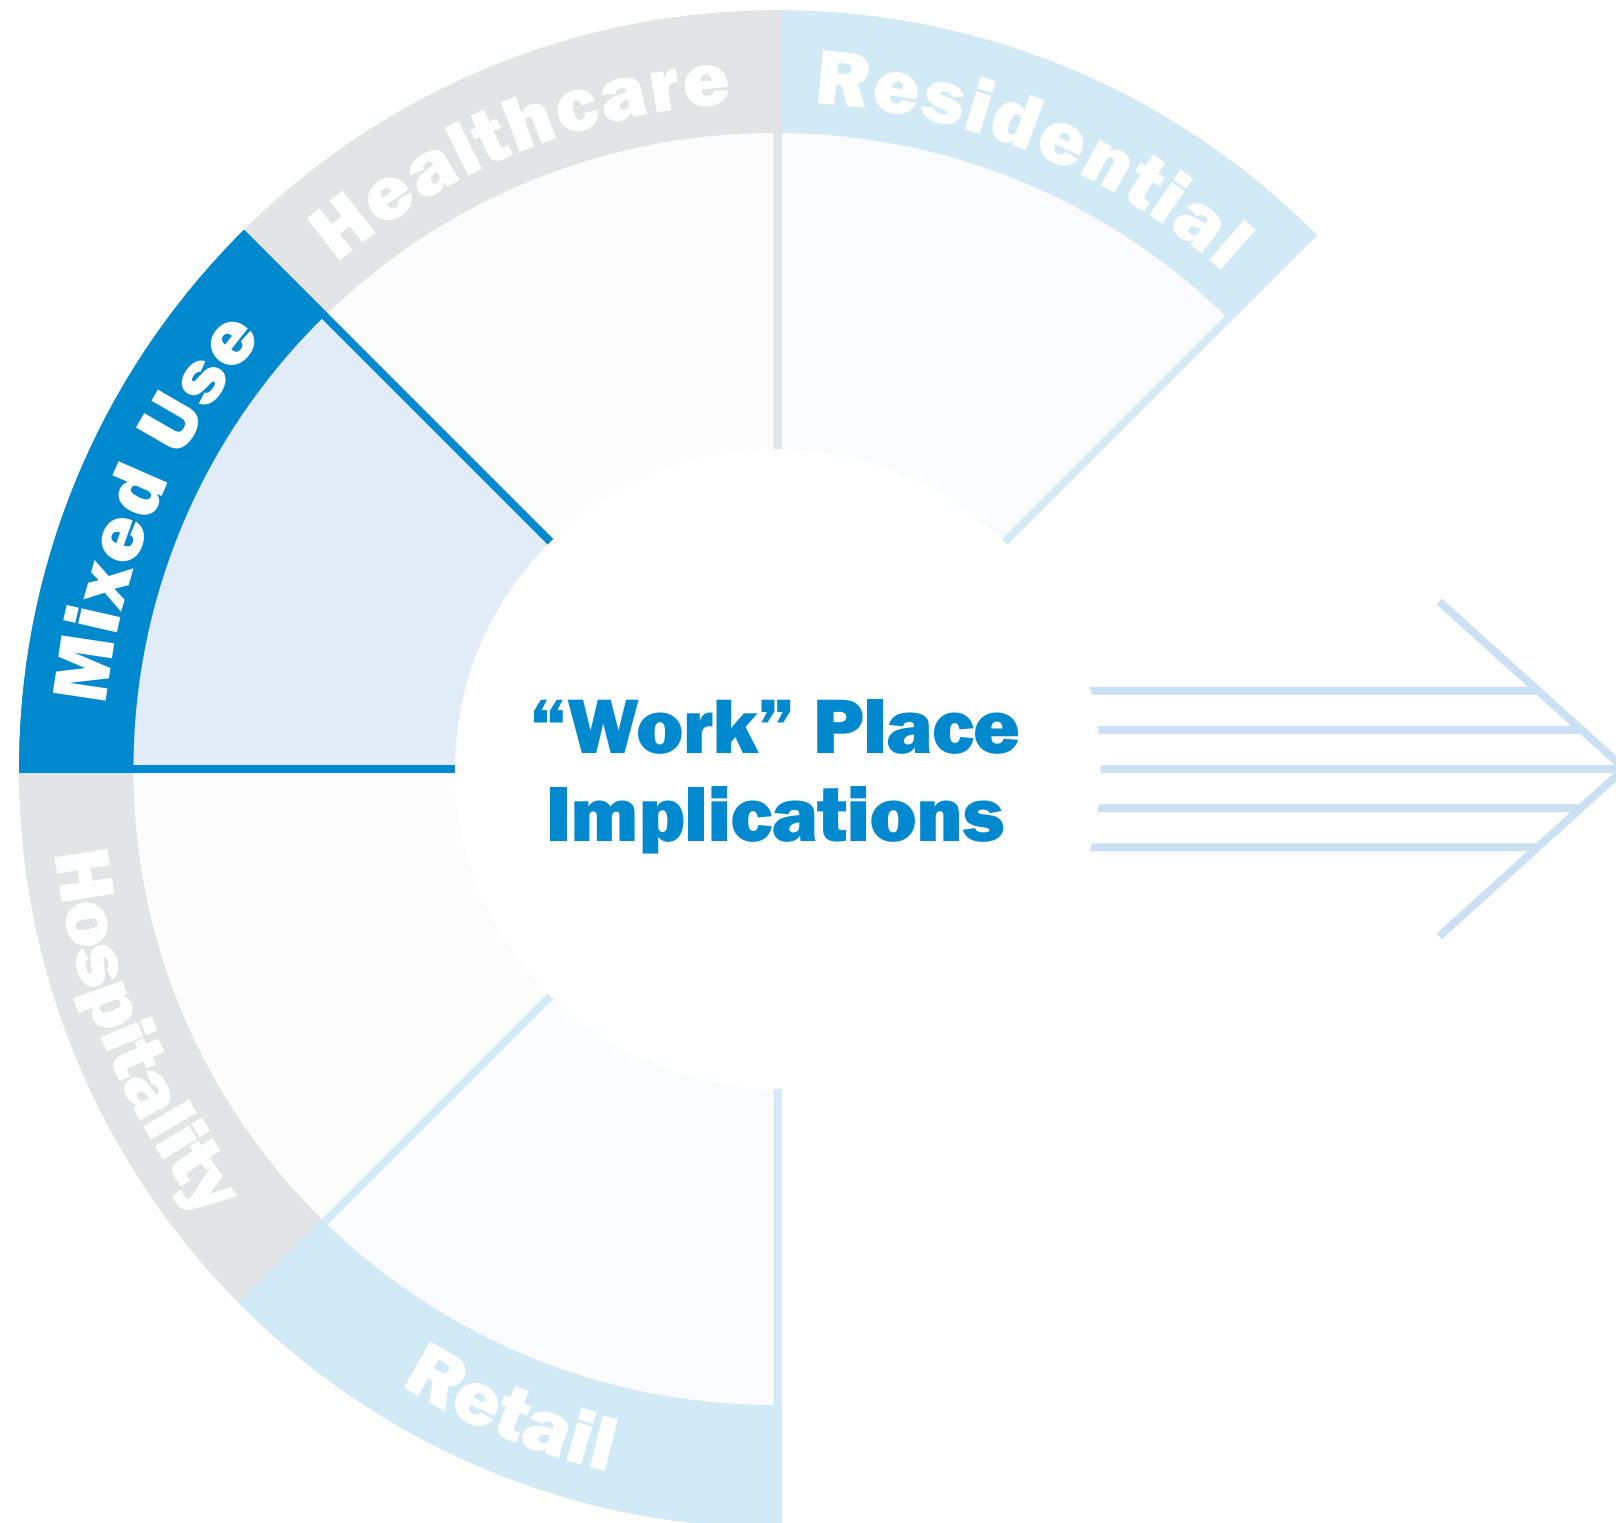 Residential
Healthcare
Mixed Use
“Work” Place
Implications
Hospitality
Retail